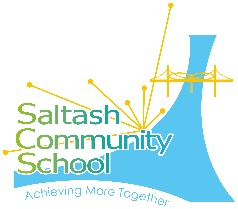 Saltash
Community
School
Achieving More Together